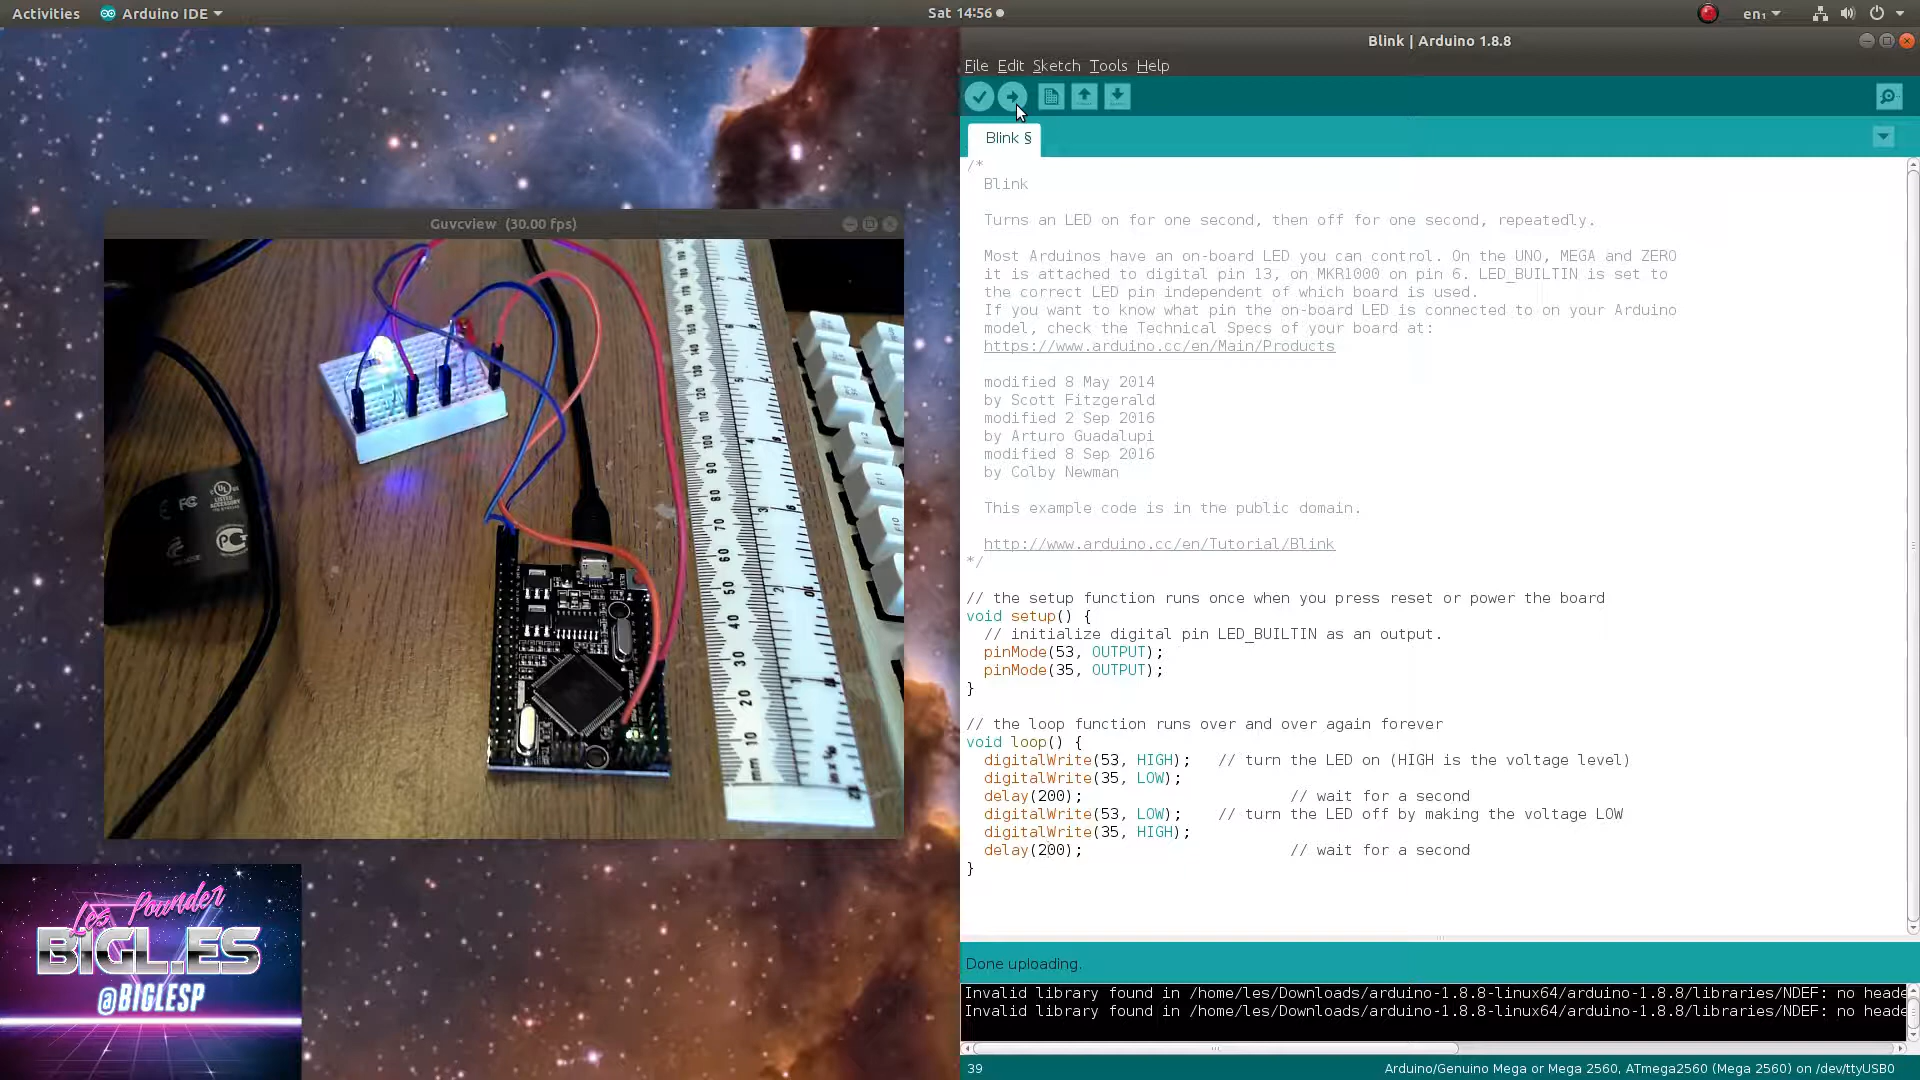 Activities
Arduino IDE
Sat 14:56
en₁
Blink | Arduino 1.8.8
File Edit Sketch Tools Help
Blink §
Guvcview (30.00 fps)
/*
Blink
Turns an LED on for one second, then off for one second, repeatedly.
Most Arduinos have an on-board LED you can control. On the UNO, MEGA and ZERO
it is attached to digital pin 13, on MKR1000 on pin 6. LED_BUILTIN is set to
the correct LED pin independent of which board is used.
If you want to know what pin the on-board LED is connected to on your Arduino
model, check the Technical Specs of your board at:
https://www.arduino.cc/en/Main/Products
modified 8 May 2014
by Scott Fitzgerald
modified 2 Sep 2016
by Arturo Guadalupi
modified 8 Sep 2016
by Colby Newman
This example code is in the public domain.
http://www.arduino.cc/en/Tutorial/Blink
*/
// the setup function runs once when you press reset or power the board
void setup() {
// initialize digital pin LED_BUILTIN as an output.
pinMode(53, OUTPUT);
pinMode(35, OUTPUT);
}
// the loop function runs over and over again forever
void loop() {
digitalWrite(53, HIGH);   // turn the LED on (HIGH is the voltage level)
digitalWrite(35, LOW);
delay(200);                       // wait for a second
digitalWrite(53, LOW);    // turn the LED off by making the voltage LOW
digitalWrite(35, HIGH);
delay(200);                       // wait for a second
}
Done uploading.
Invalid library found in /home/les/Downloads/arduino-1.8.8-linux64/arduino-1.8.8/libraries/NDEF: no heade
Invalid library found in /home/les/Downloads/arduino-1.8.8-linux64/arduino-1.8.8/libraries/NDEF: no heade
39
Arduino/Genuino Mega or Mega 2560, ATmega2560 (Mega 2560) on /dev/ttyUSB0
Les Pounder
BIGL.ES
@BIGLESP